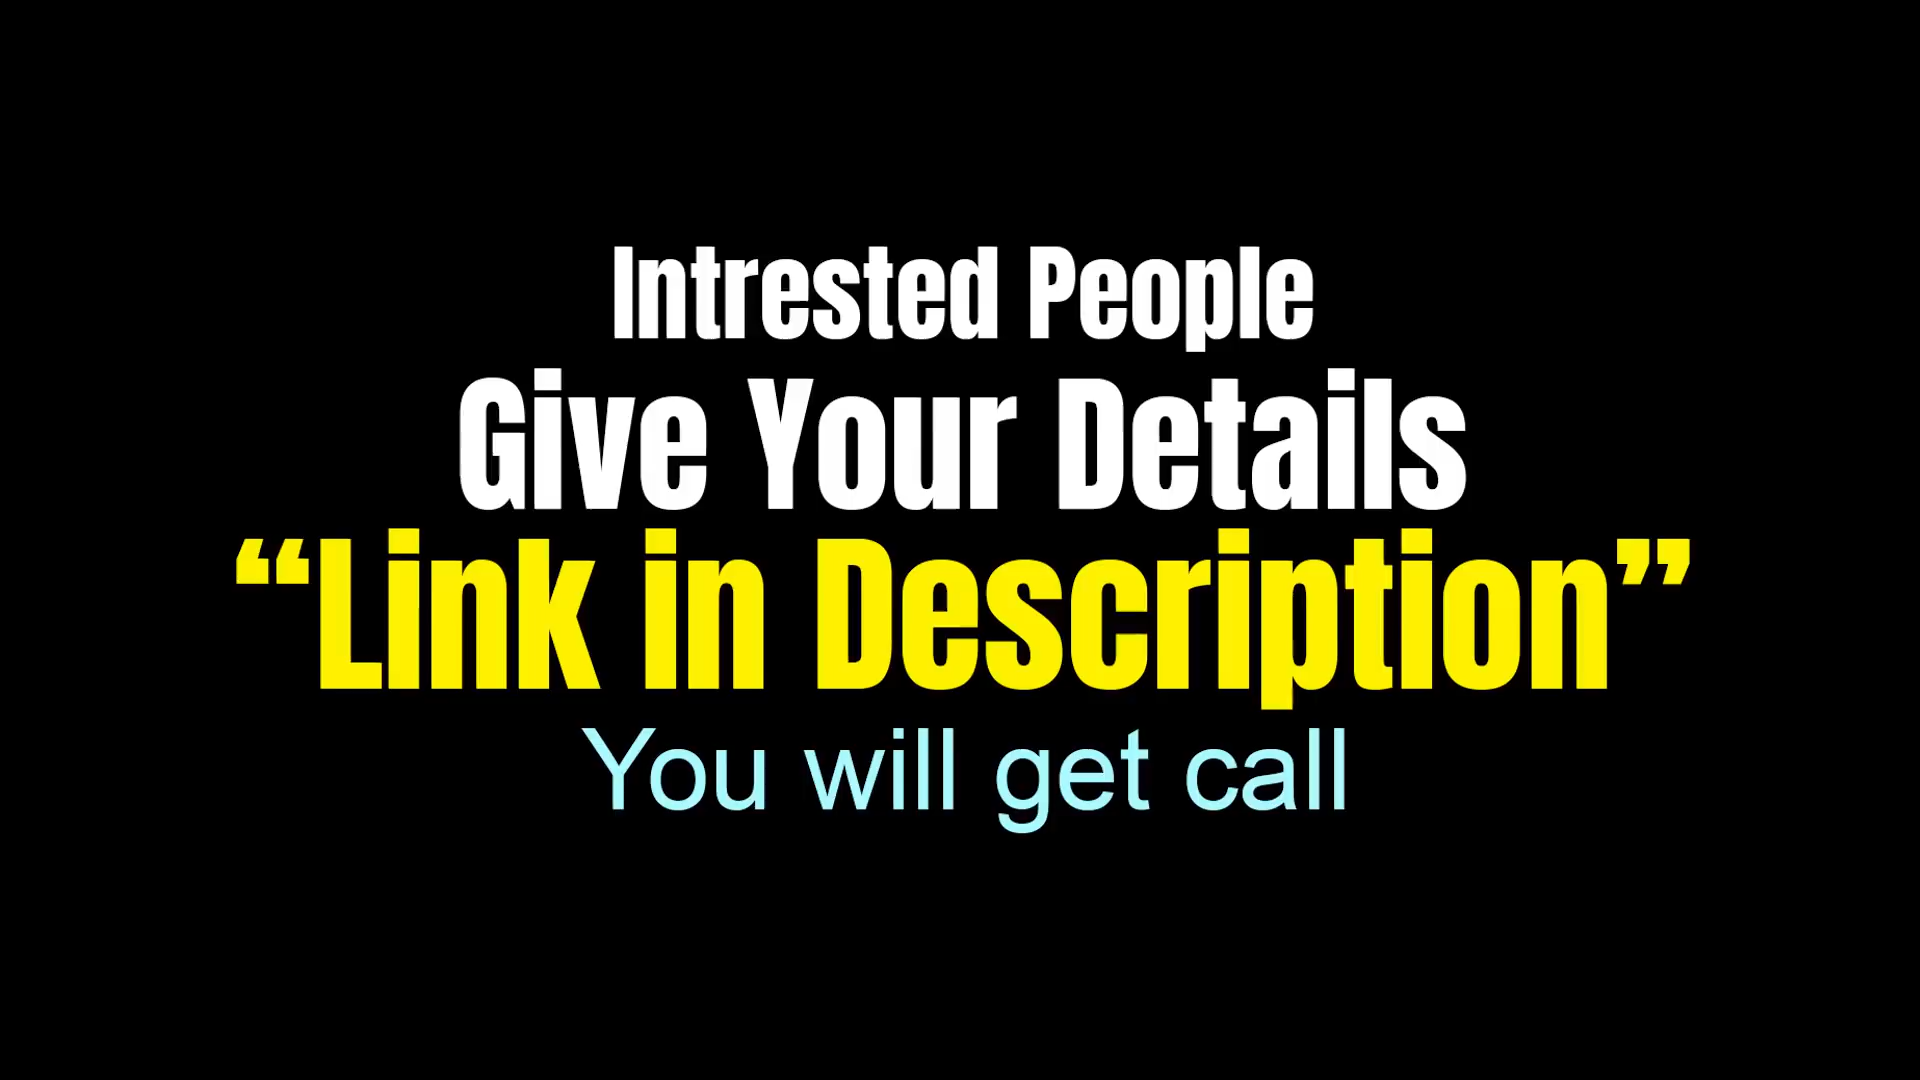 Intrested People
Give Your Details
“Link in Description”
You will get call